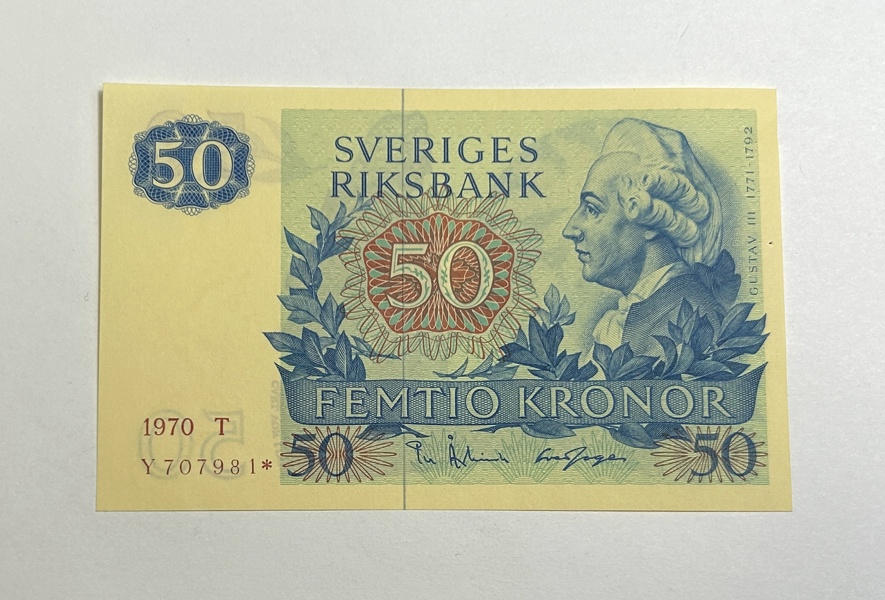 50
SVERIGES
RIKSBANK
50
GUSTAV III 1771-1792
FEMTIO KRONOR
1970 T
Y707981*
50
50